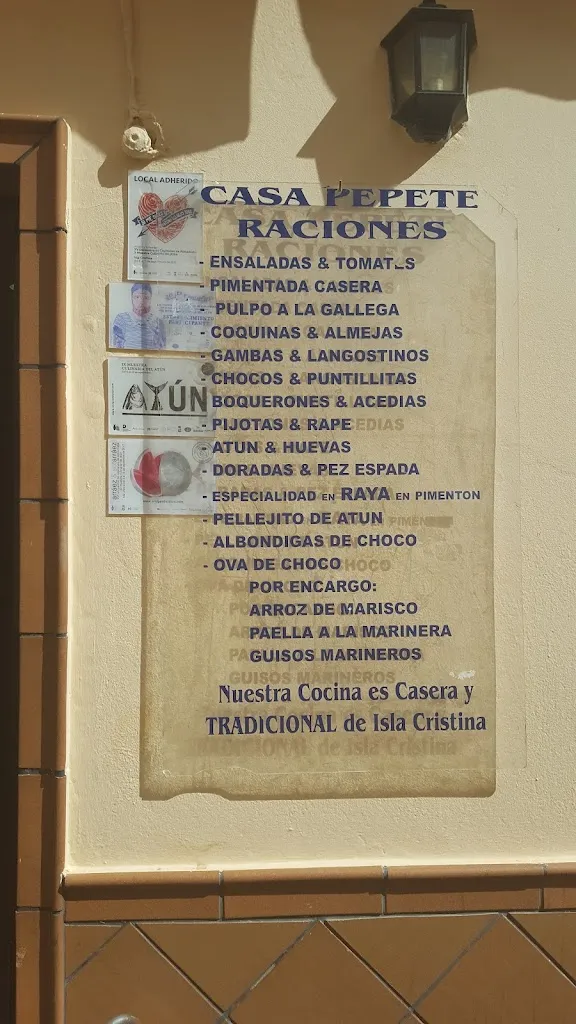 LOCAL ADHERIDO
CASA PEPETE
RACIONES
- ENSALADAS & TOMATES
- PIMENTADA CASERA
- PULPO A LA GALLEGA
- COQUINAS & ALMEJAS
- GAMBAS & LANGOSTINOS
- CHOCOS & PUNTILLITAS
BOQUERONES & ACEDIAS
- PIJOTAS & RAPE
- ATUN & HUEVAS
- DORADAS & PEZ ESPADA
- ESPECIALIDAD EN RAYA EN PIMENTON
- PELLEJITO DE ATUN
- ALBONDIGAS DE CHOCO
- OVA DE CHOCO
POR ENCARGO:
ARROZ DE MARISCO
PAELLA A LA MARINERA
GUISOS MARINEROS
Nuestra Cocina es Casera y
TRADICIONAL de Isla Cristina
ATÚN